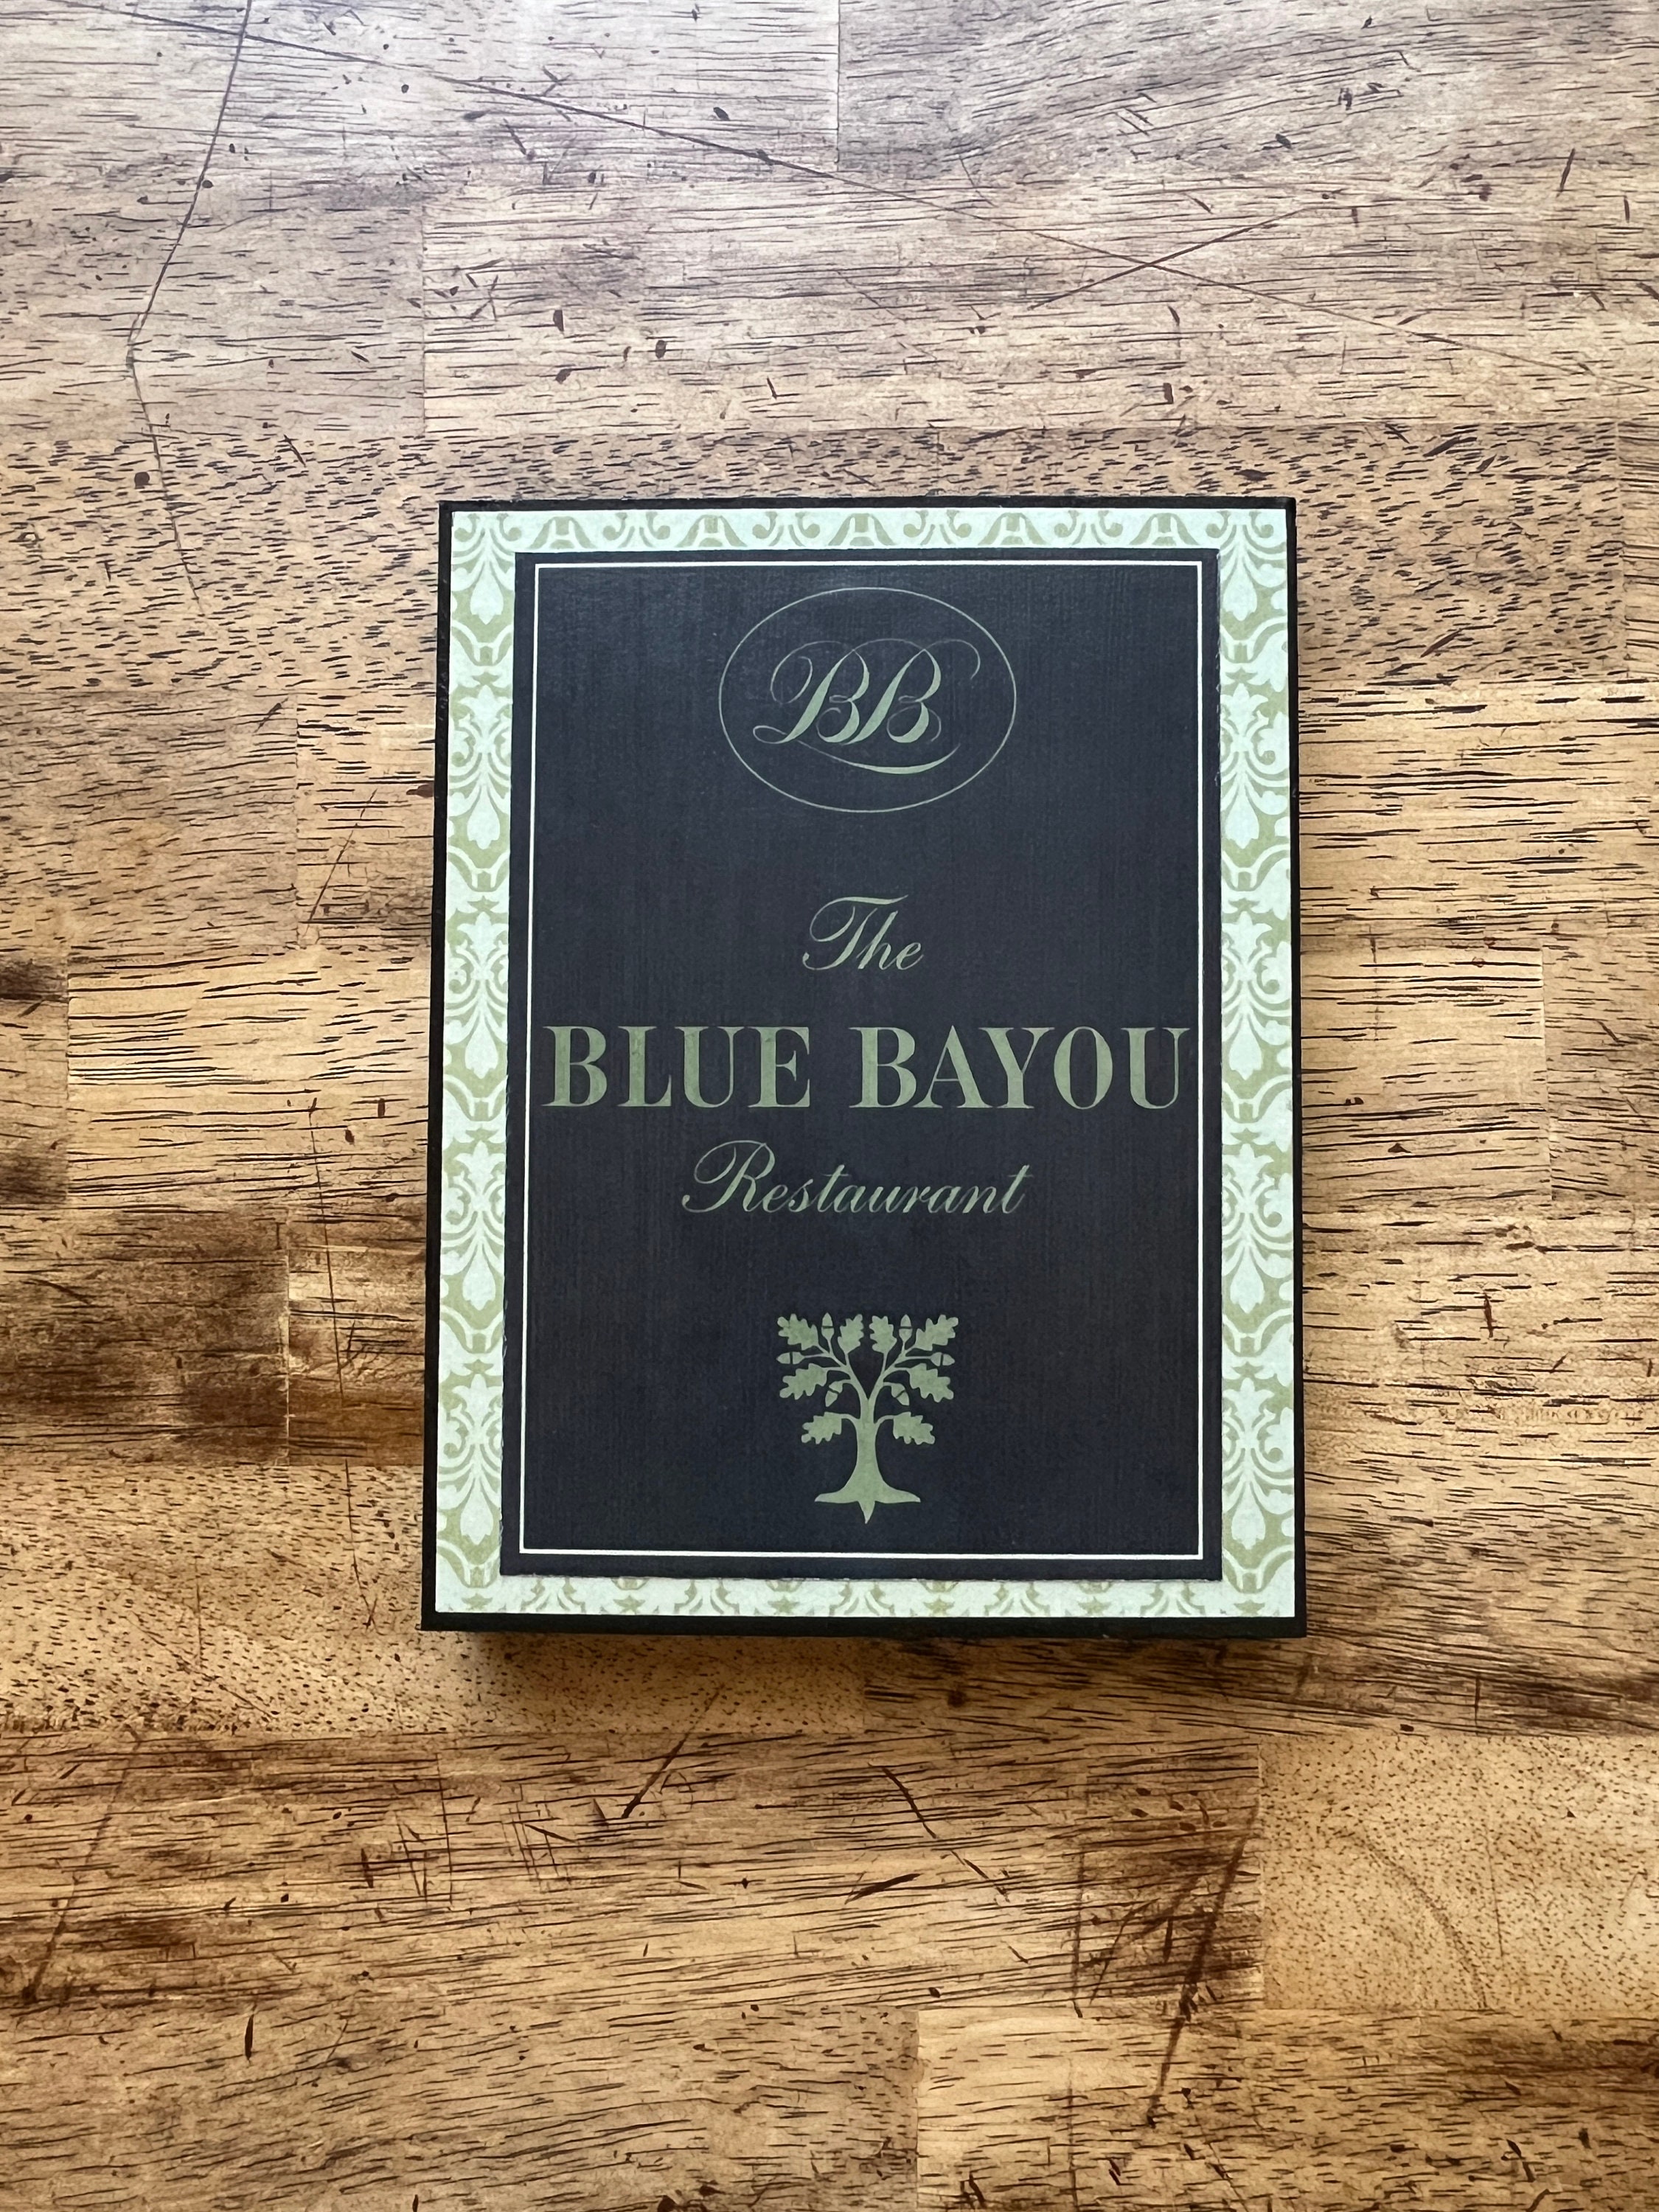 BB
The
BLUE BAYOU
Restaurant